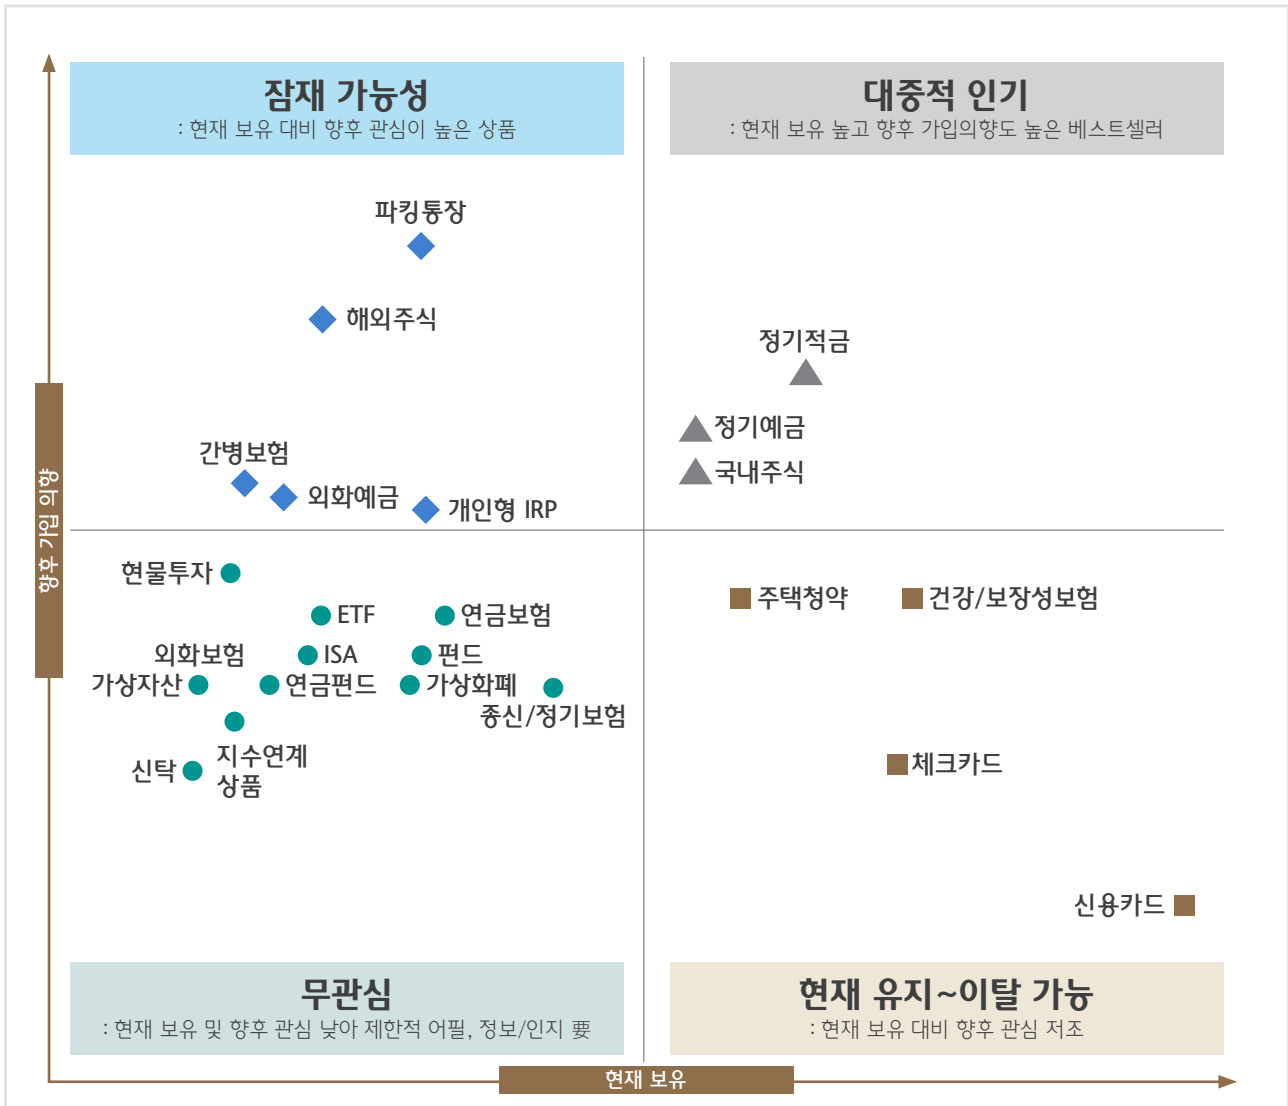 잠재 가능성
: 현재 보유 대비 향후 관심이 높은 상품
대중적 인기
: 현재 보유 높고 향후 가입의향도 높은 베스트셀러
파킹통장
해외주식
정기적금
정기예금
국내주식
간병보험
외화예금
개인형 IRP
향후 가입 의향
현물투자
ETF
연금보험
주택청약
건강/보장성보험
외화보험
ISA
펀드
가상자산
연금펀드
가상화폐
종신/정기보험
지수연계
상품
신탁
체크카드
신용카드
무관심
: 현재 보유 및 향후 관심 낮아 제한적 어필, 정보/인지 要
현재 유지~이탈 가능
: 현재 보유 대비 향후 관심 저조
현재 보유